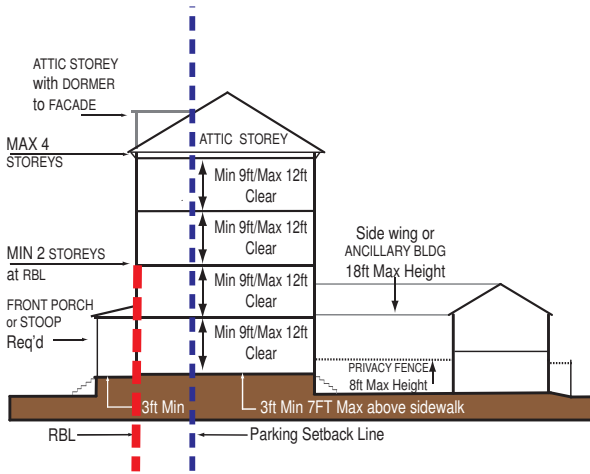 ATTIC STOREY
with DORMER
to FACADE
ATTIC STOREY
MAX 4
STOREYS
Min 9ft/Max 12ft
Clear
Min 9ft/Max 12ft
Clear
MIN 2 STOREYS
at RBL
Side wing or
ANCILLARY BLDG
18ft Max Height
Min 9ft/Max 12ft
Clear
FRONT PORCH
or STOOP
Req'd
Min 9ft/Max 12ft
Clear
PRIVACY FENCE
8ft Max Height
3ft Min
3ft Min 7FT Max above sidewalk
RBL
Parking Setback Line